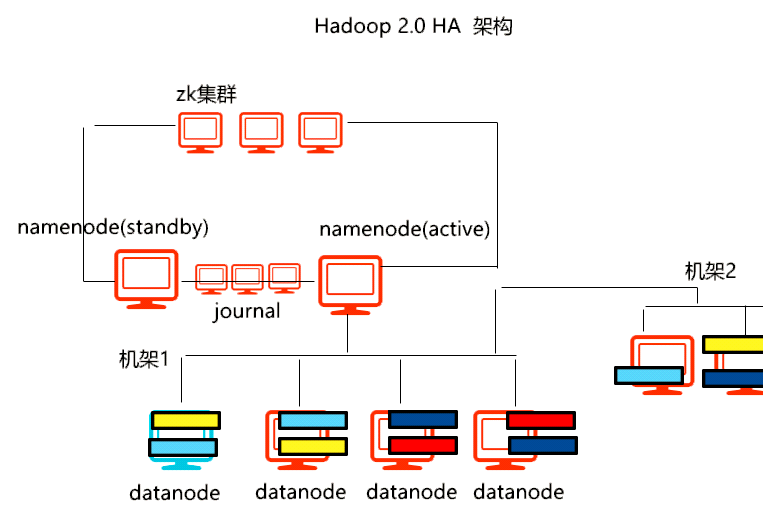 Hadoop 2.0 HA 架构
zk集群
namenode(standby)
namenode(active)
journal
机架2
机架1
datanode
datanode
datanode
datanode